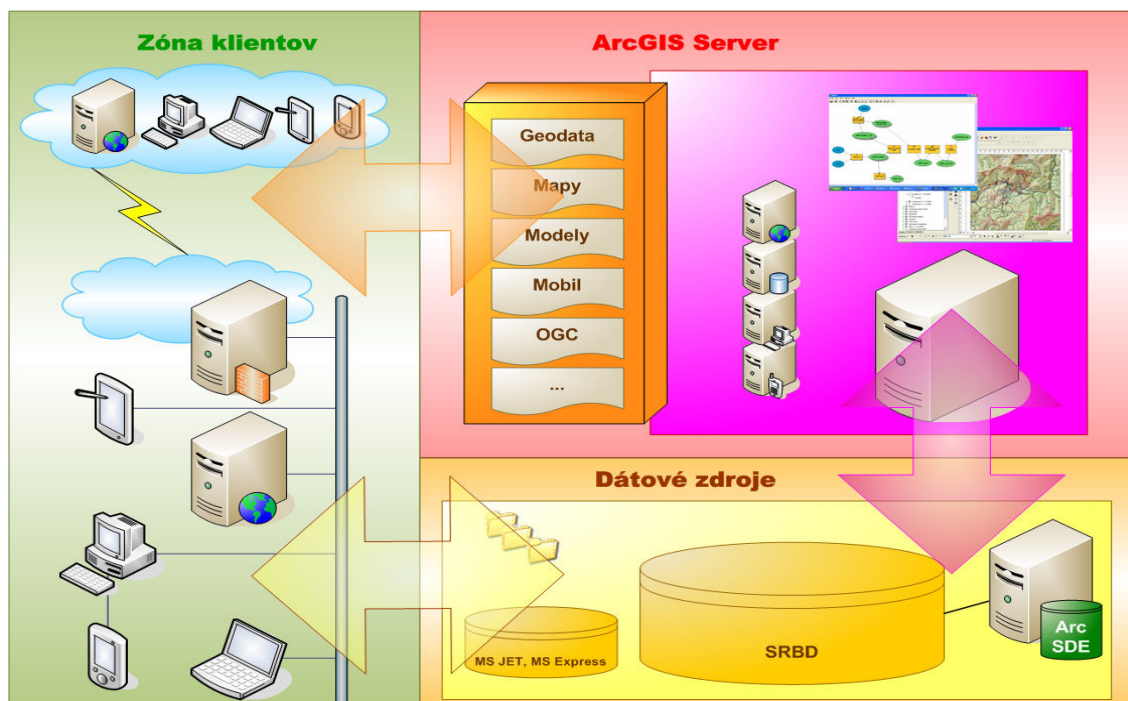 Zóna klientov
ArcGIS Server
Geodata
Mapy
Modely
Mobil
OGC
...
Dátové zdroje
MS JET, MS Express
SRBD
Arc
SDE